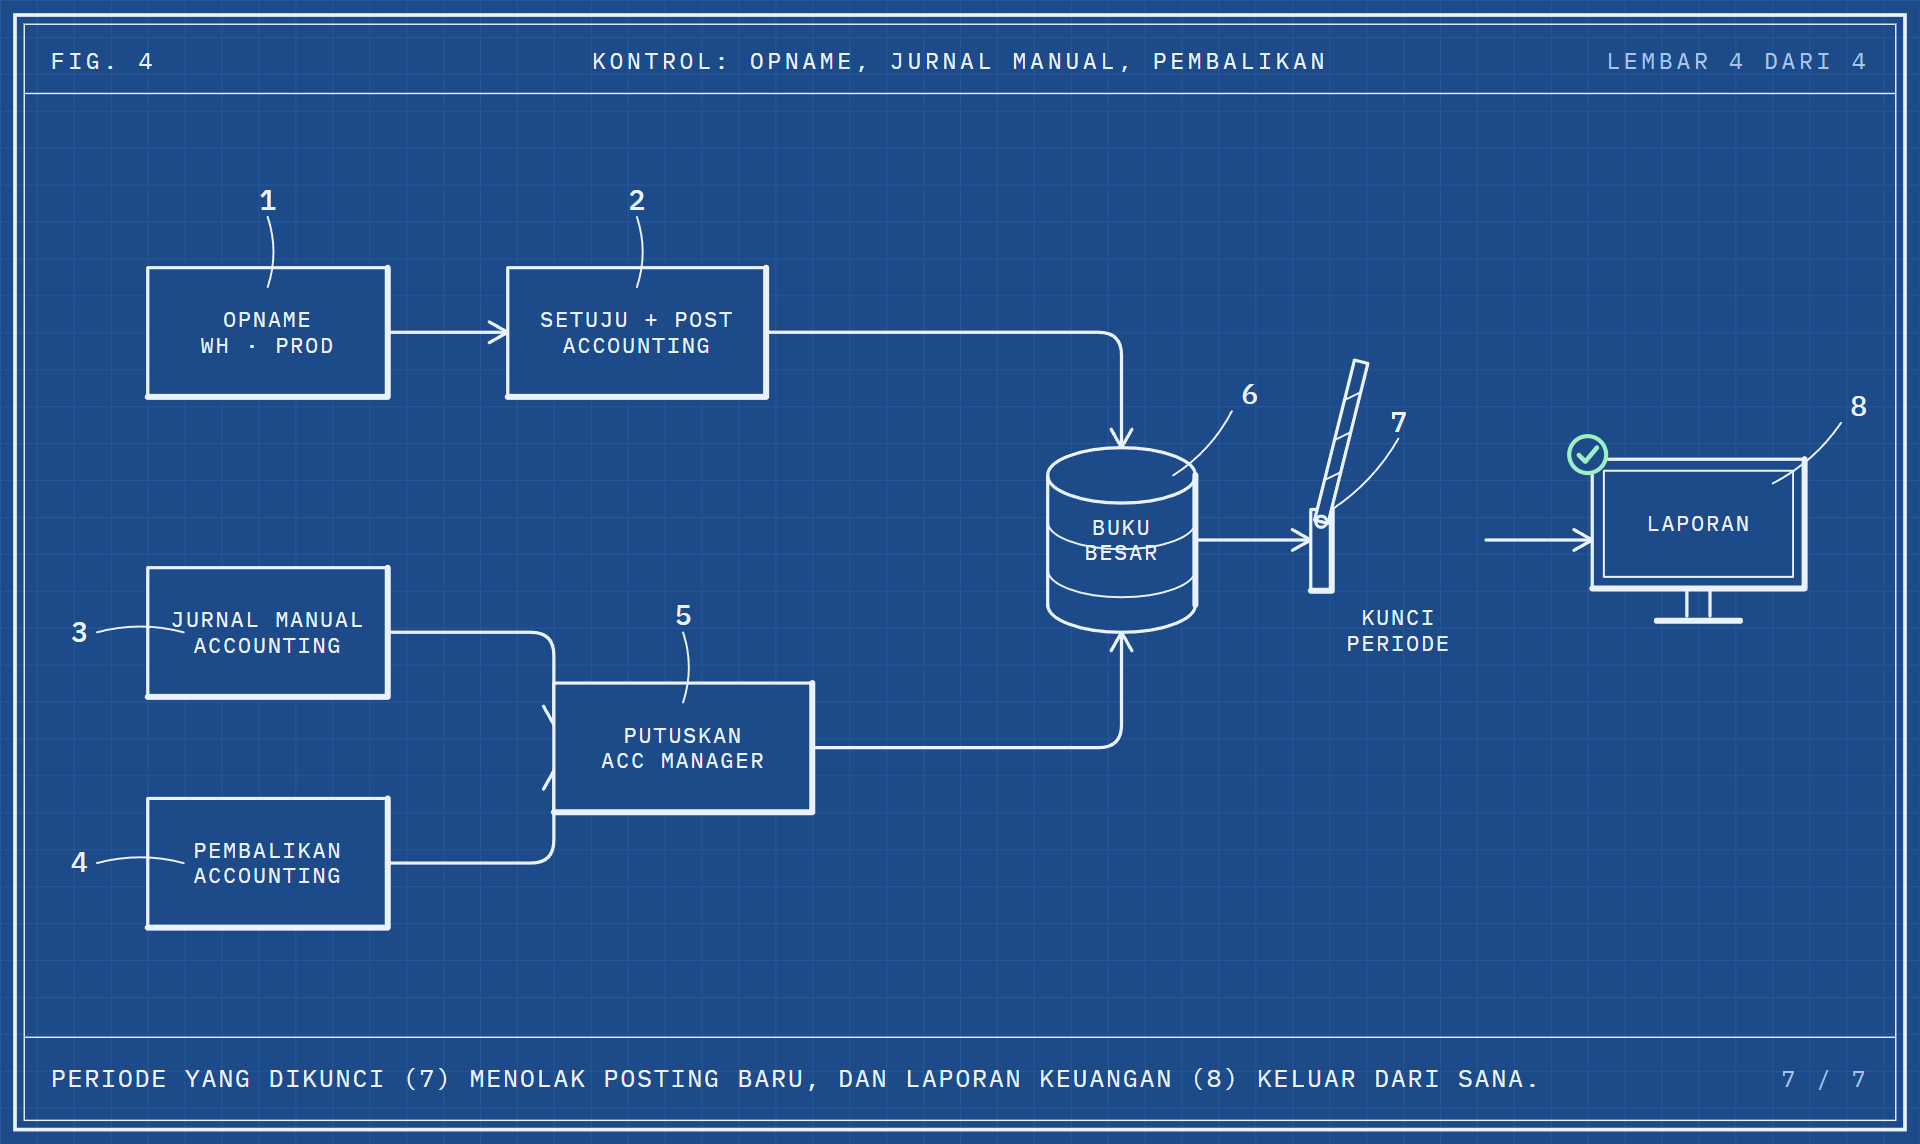 FIG. 4
KONTROL: OPNAME, JURNAL MANUAL, PEMBALIKAN
LEMBAR 4 DARI 4
1
2
OPNAME
WH · PROD
SETUJU + POST
ACCOUNTING
6
7
8
BUKU
BESAR
LAPORAN
KUNCI
PERIODE
3
JURNAL MANUAL
ACCOUNTING
5
PUTUSKAN
ACC MANAGER
4
PEMBALIKAN
ACCOUNTING
PERIODE YANG DIKUNCI (7) MENOLAK POSTING BARU, DAN LAPORAN KEUANGAN (8) KELUAR DARI SANA.
7 / 7